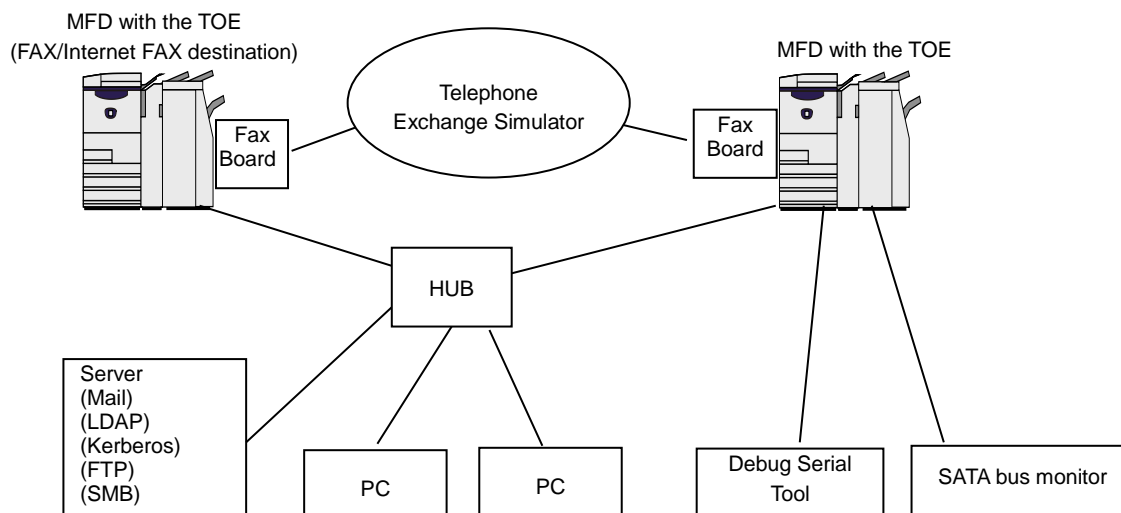 MFD with the TOE
(FAX/Internet FAX destination)
MFD with the TOE
Telephone
Exchange Simulator
Fax
Board
Fax
Board
HUB
Server
(Mail)
(LDAP)
(Kerberos)
(FTP)
(SMB)
PC
PC
Debug Serial
Tool
SATA bus monitor